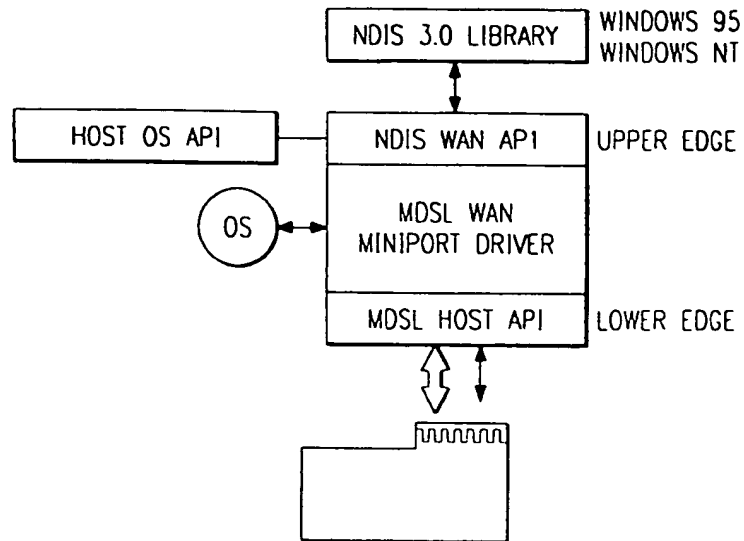 NDIS 3.0 LIBRARY
WINDOWS 95
WINDOWS NT
HOST OS API
NDIS WAN API
UPPER EDGE
OS
MDSL WAN
MINIPORT DRIVER
MDSL HOST API
LOWER EDGE